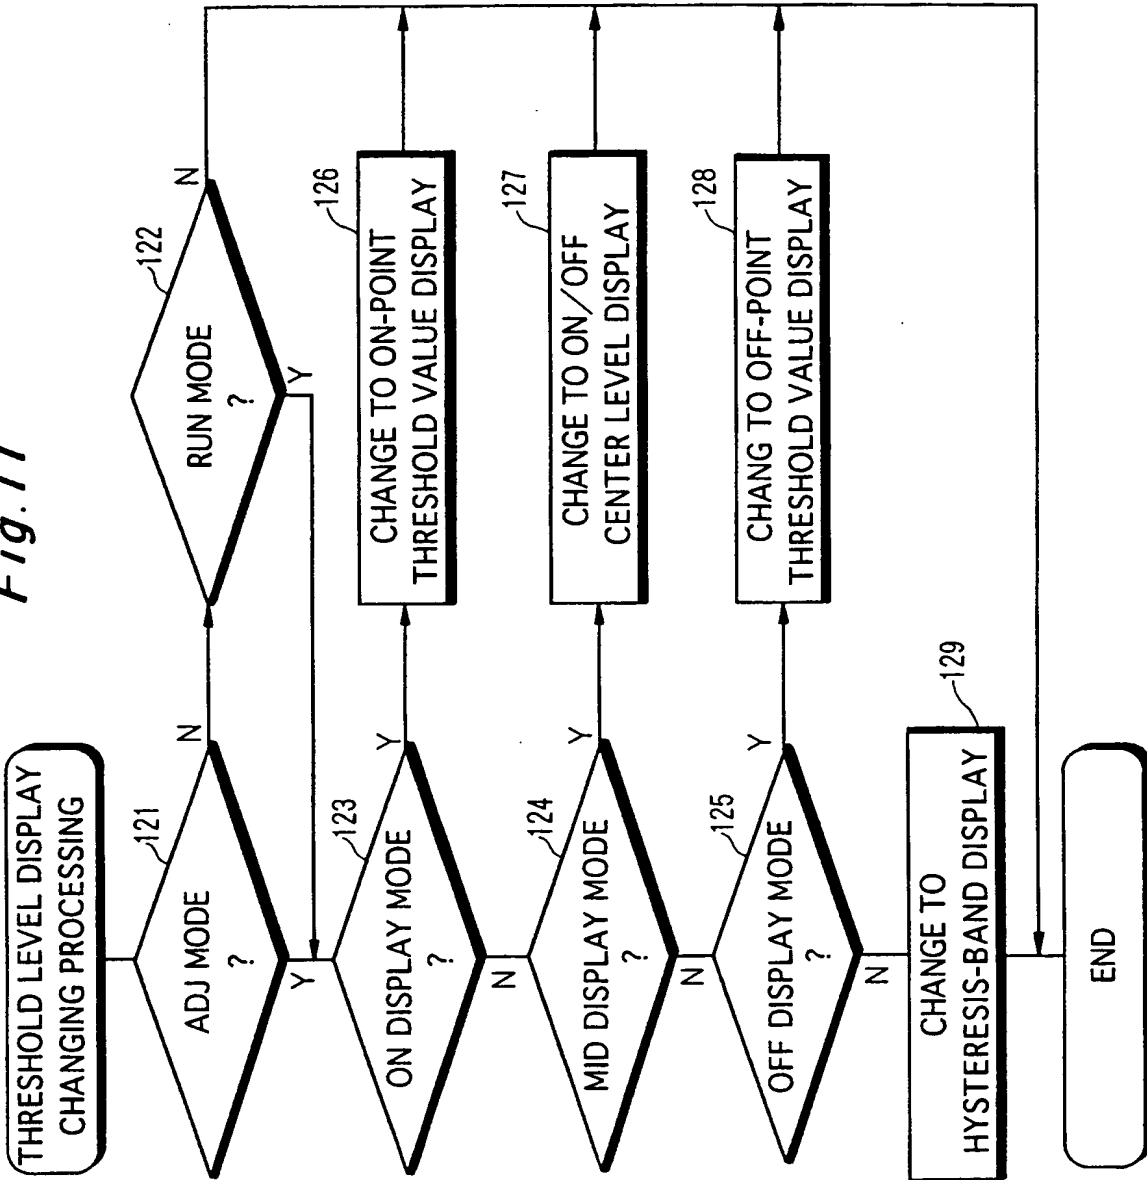 Fig.
THRESHOLD LEVEL DISPLAY
CHANGING PROCESSING
121
ADJ MODE
?
N
Y
122
RUN MODE
?
N
Y
123
ON DISPLAY MODE
?
Y
N
126
CHANGE TO ON-POINT
THRESHOLD VALUE DISPLAY
124
MID DISPLAY MODE
?
Y
N
127
CHANGE TO ON/OFF
CENTER LEVEL DISPLAY
125
OFF DISPLAY MODE
?
Y
N
128
CHANG TO OFF-POINT
THRESHOLD VALUE DISPLAY
129
CHANGE TO
HYSTERESIS-BAND DISPLAY
END